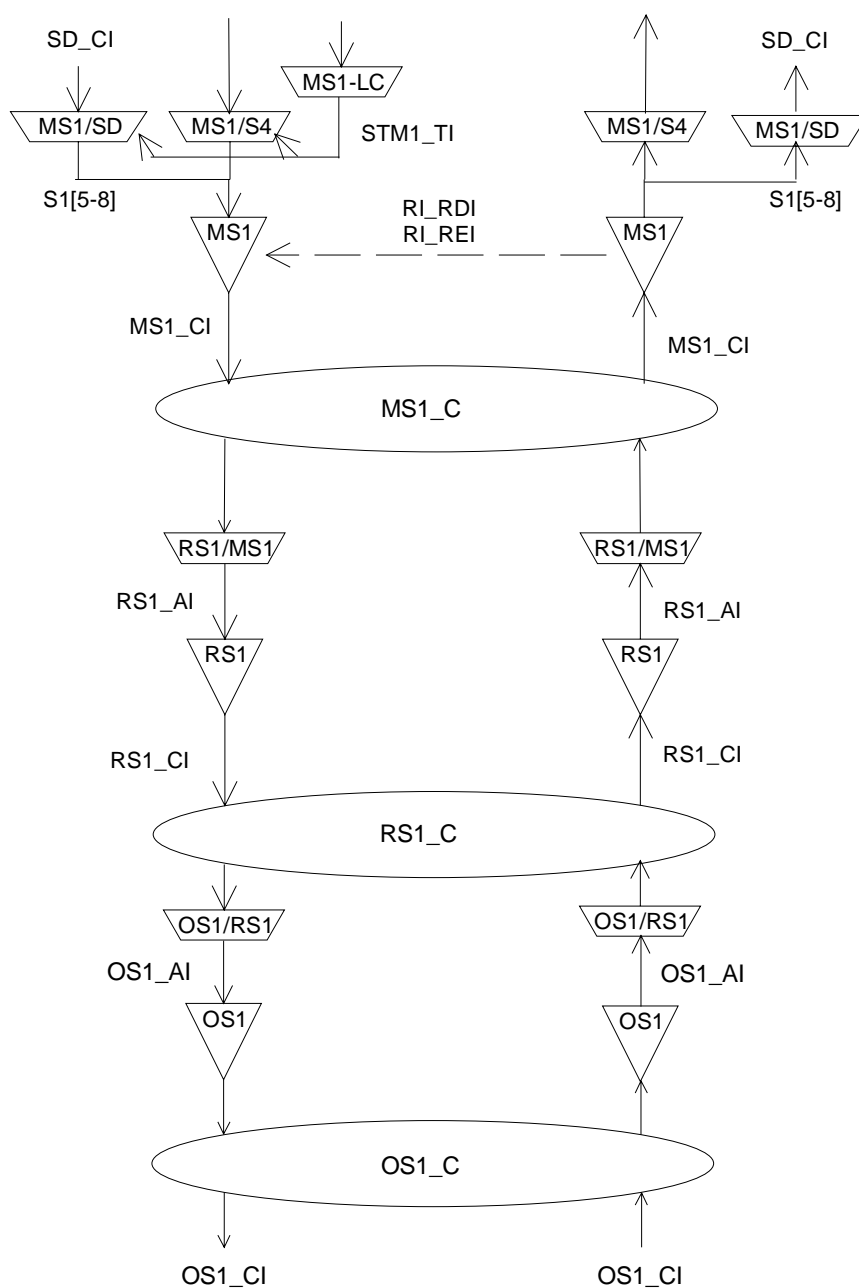 SD_CI
SD_CI
MS1-LC
MS1/SD
MS1/S4
STM1_TI
MS1/S4
MS1/SD
S1[5-8]
RI_RDI
RI_REI
S1[5-8]
MS1
MS1
MS1_CI
MS1_CI
MS1_C
RS1/MS1
RS1/MS1
RS1_AI
RS1_AI
RS1
RS1
RS1_CI
RS1_CI
RS1_C
OS1/RS1
OS1/RS1
OS1_AI
OS1_AI
OS1
OS1
OS1_C
OS1_CI
OS1_CI